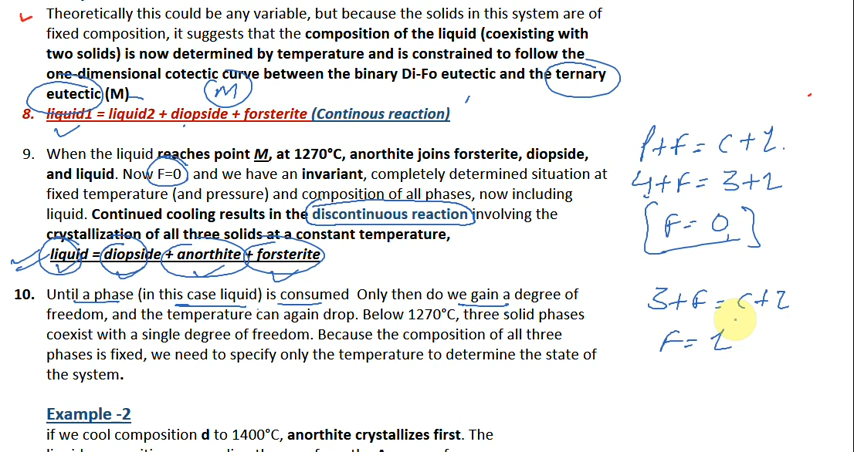 Theoretically this could be any variable, but because the solids in this system are of
fixed composition, it suggests that the composition of the liquid (coexisting with
two solids) is now determined by temperature and is constrained to follow the
one-dimensional cotectic curve between the binary Di-Fo eutectic and the ternary
eutectic (M)
M
8. liquid1 = liquid2 + diopside + forsterite (Continous reaction)
9. When the liquid reaches point M, at 1270°C, anorthite joins forsterite, diopside,
and liquid. Now F=0 and we have an invariant, completely determined situation at
fixed temperature (and pressure) and composition of all phases, now including
liquid. Continued cooling results in the discontinuous reaction involving the
crystallization of all three solids at a constant temperature,
liquid = diopside + anorthite + forsterite
P+F = C+2.
4+F = 3+2
F = 0
10. Until a phase (in this case liquid) is consumed Only then do we gain a degree of
freedom, and the temperature can again drop. Below 1270°C, three solid phases
coexist with a single degree of freedom. Because the composition of all three
phases is fixed, we need to specify only the temperature to determine the state of
the system.
3+F = C+2
F =
Example -2
if we cool composition d to 1400°C, anorthite crystallizes first. The